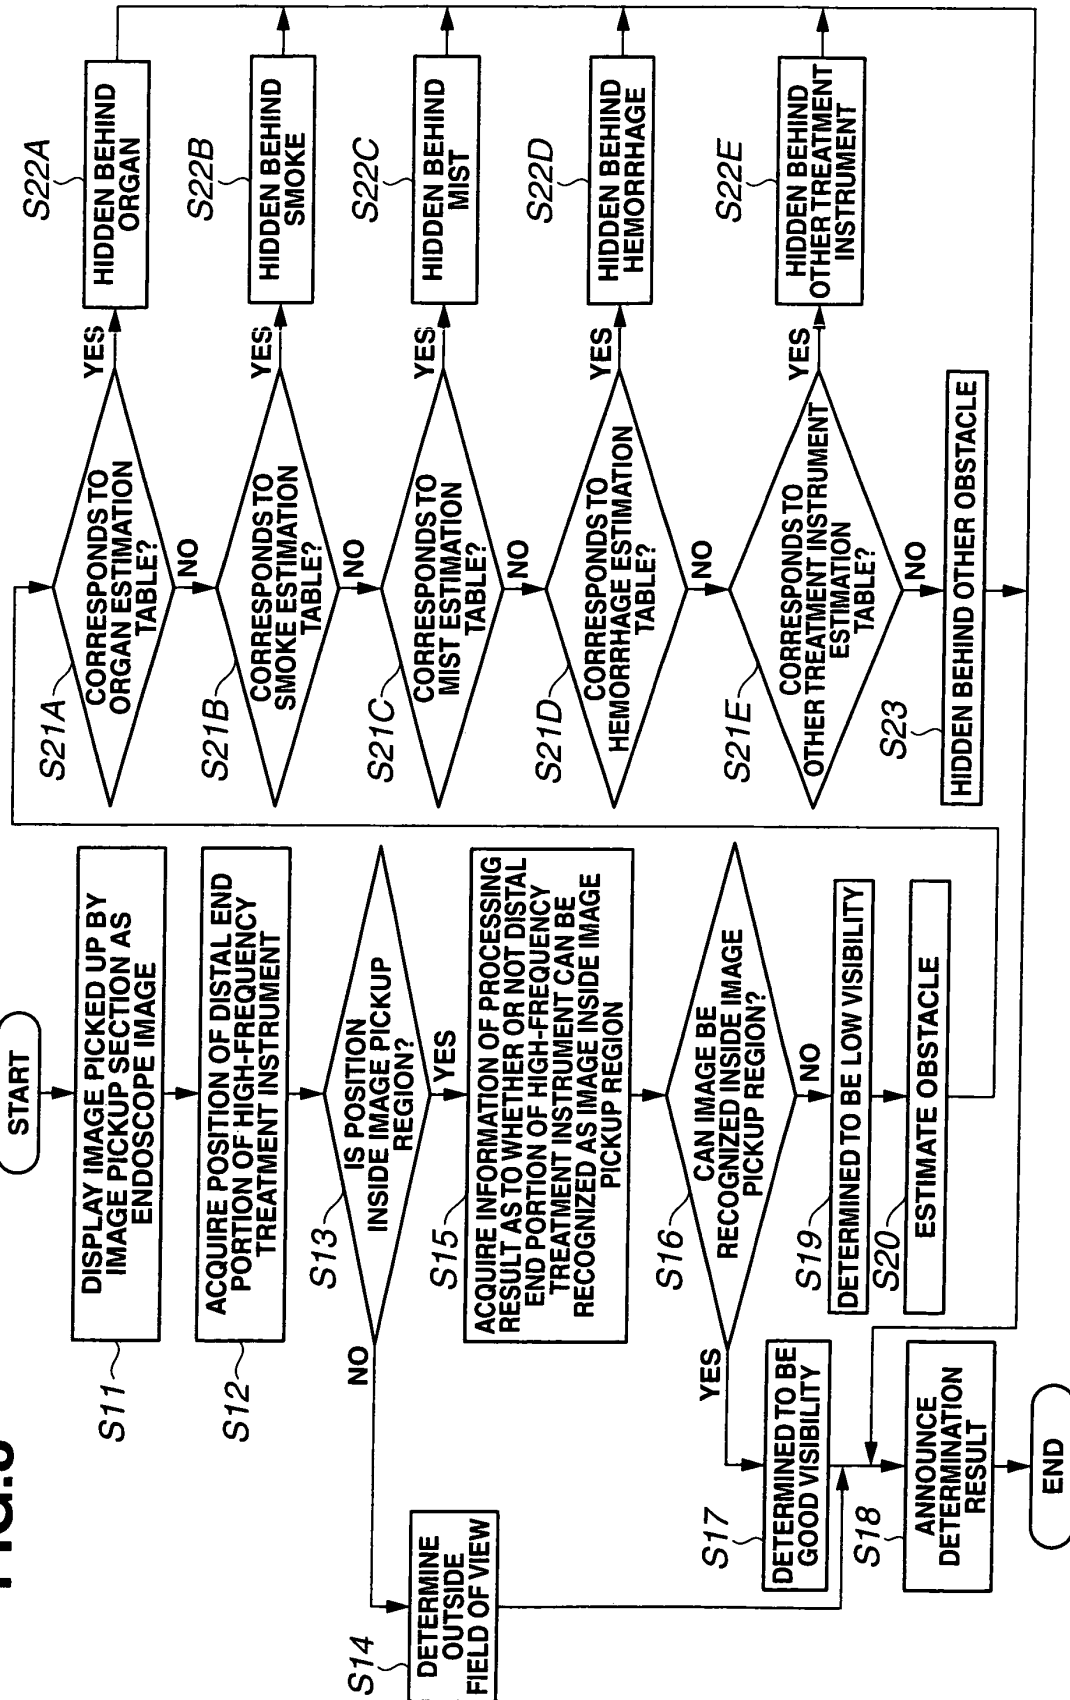 START
DISPLAY IMAGE PICKED UP BY
IMAGE PICKUP SECTION AS
ENDOSCOPE IMAGE
S11
ACQUIRE POSITION OF DISTAL END
PORTION OF HIGH-FREQUENCY
TREATMENT INSTRUMENT
S12
IS POSITION
INSIDE IMAGE PICKUP
REGION?
S13
NO
YES
DETERMINE
OUTSIDE
FIELD OF VIEW
S14
ACQUIRE INFORMATION OF PROCESSING
RESULT AS TO WHETHER OR NOT DISTAL
END PORTION OF HIGH-FREQUENCY
TREATMENT INSTRUMENT CAN BE
RECOGNIZED AS IMAGE INSIDE IMAGE
PICKUP REGION
S15
CAN IMAGE BE
RECOGNIZED INSIDE IMAGE
PICKUP REGION?
S16
YES
NO
DETERMINED TO BE
GOOD VISIBILITY
S17
DETERMINED TO BE LOW VISIBILITY
S19
ESTIMATE OBSTACLE
S20
ANNOUNCE
DETERMINATION
RESULT
S18
END
CORRESPONDS TO
ORGAN ESTIMATION
TABLE?
S21A
YES
NO
HIDDEN BEHIND
ORGAN
S22A
CORRESPONDS TO
SMOKE ESTIMATION
TABLE?
S21B
YES
NO
HIDDEN BEHIND
SMOKE
S22B
CORRESPONDS TO
MIST ESTIMATION
TABLE?
S21C
YES
NO
HIDDEN BEHIND
MIST
S22C
CORRESPONDS TO
HEMORRHAGE ESTIMATION
TABLE?
S21D
YES
NO
HIDDEN BEHIND
HEMORRHAGE
S22D
CORRESPONDS TO
OTHER TREATMENT INSTRUMENT
ESTIMATION
TABLE?
S21E
YES
NO
HIDDEN BEHIND
OTHER TREATMENT
INSTRUMENT
S22E
HIDDEN BEHIND OTHER OBSTACLE
S23